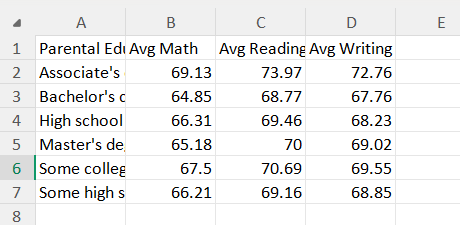 A B C D E
1 Parental Edu Avg Math Avg Reading Avg Writing
2 Associate's 69.13 73.97 72.76
3 Bachelor's 64.85 68.77 67.76
4 High school 66.31 69.46 68.23
5 Master's de 65.18 70 69.02
6 Some colleg 67.5 70.69 69.55
7 Some high s 66.21 69.16 68.85
8